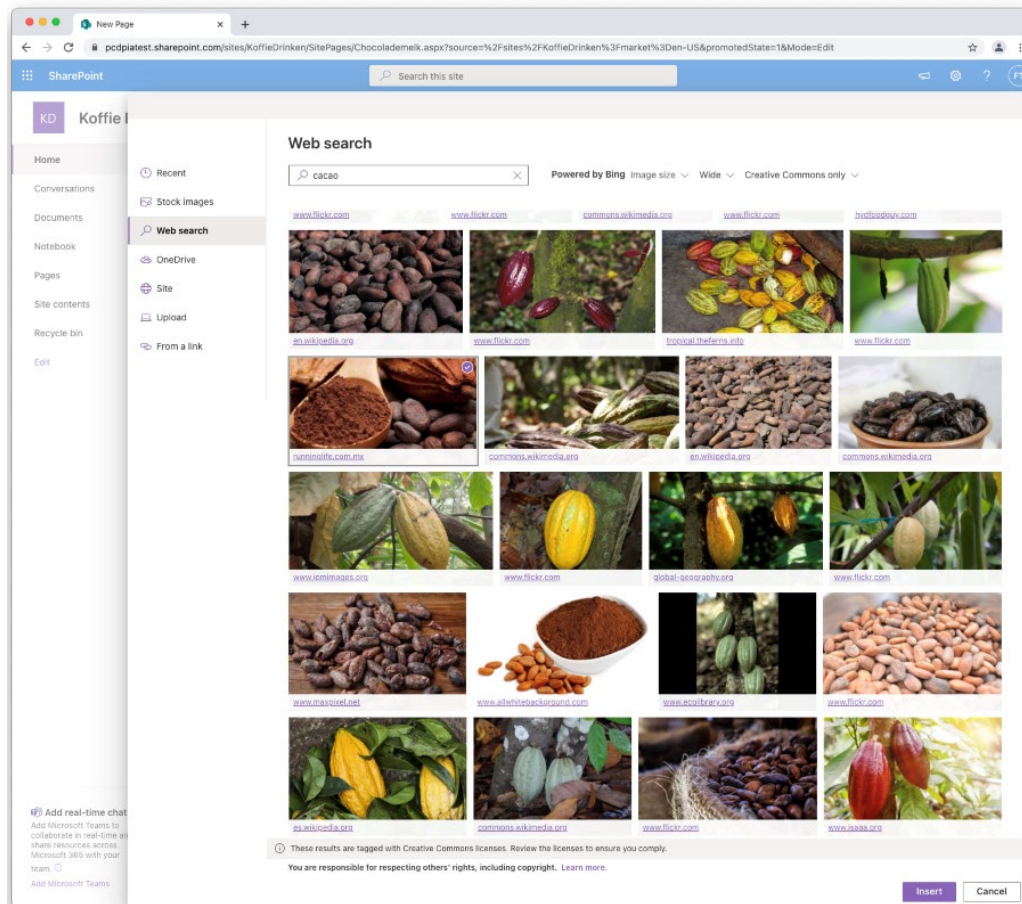 New Page
pcdpiatest.sharepoint.com/sites/KoffieDrinken/SitePages/Chocolademelk.aspx?source=%2Fsites%2FKoffieDrinken%3Fmarket%3Den-US&promotedState=1&Mode=Edit
SharePoint
Search this site
FT
KD
Koffie
Home
Conversations
Documents
Notebook
Pages
Site contents
Recycle bin
Edit
Add real-time chat
Add Microsoft Teams to
collaborate in real-time
share resources across
Microsoft 365 with your
team.
Add Microsoft Teams
Recent
Stock images
Web search
OneDrive
Site
Upload
From a link
Web search
cacao
Powered by Bing Image size Wide Creative Commons only
www.flickr.com www.flickr.com commons.wikimedia.org www.flickr.com hydfoodguy.com
en.wikipedia.org www.flickr.com tropical.theferns.info www.flickr.com
runninglife.com.mx commons.wikimedia.org en.wikipedia.org commons.wikimedia.org
www.ipmimages.org www.flickr.com global-geography.org www.flickr.com
www.maxpixel.net www.allwhitebackground.com www.ecolibrary.org www.flickr.com
es.wikipedia.org commons.wikimedia.org www.flickr.com www.isaaa.org
These results are tagged with Creative Commons licenses. Review the licenses to ensure you comply.
You are responsible for respecting others' rights, including copyright. Learn more.
Insert Cancel